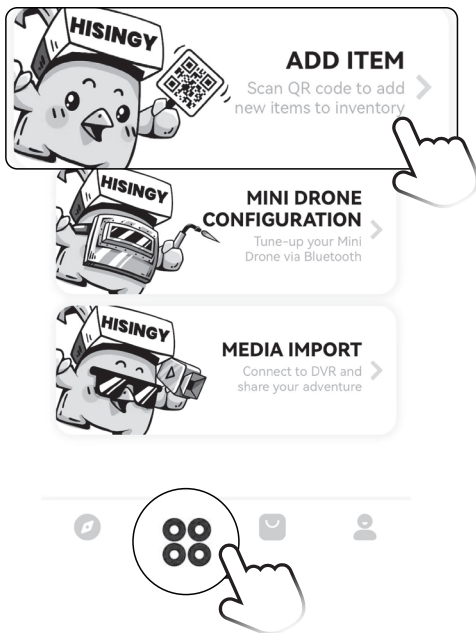 HISINGY
ADD ITEM
Scan QR code to add
new items to inventory
HISINGY
MINI DRONE
CONFIGURATION
Tune-up your Mini
Drone via Bluetooth
HISINGY
MEDIA IMPORT
Connect to DVR and
share your adventure